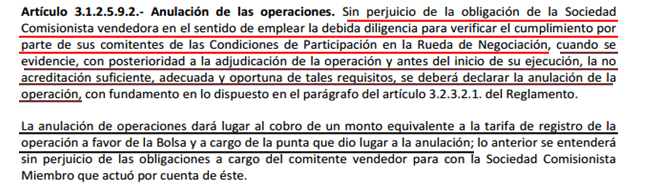 Artículo 3.1.2.5.9.2.- Anulación de las operaciones. Sin perjuicio de la obligación de la Sociedad
Comisionista vendedora en el sentido de emplear la debida diligencia para verificar el cumplimiento por
parte de sus comitentes de las Condiciones de Participación en la Rueda de Negociación, cuando se
evidencie, con posterioridad a la adjudicación de la operación y antes del inicio de su ejecución, la no
acreditación suficiente, adecuada y oportuna de tales requisitos, se deberá declarar la anulación de la
operación, con fundamento en lo dispuesto en el parágrafo del artículo 3.2.3.2.1. del Reglamento.
La anulación de operaciones dará lugar al cobro de un monto equivalente a la tarifa de registro de la
operación a favor de la Bolsa y a cargo de la punta que dio lugar a la anulación; lo anterior se entenderá
sin perjuicio de las obligaciones a cargo del comitente vendedor para con la Sociedad Comisionista
Miembro que actuó por cuenta de éste.